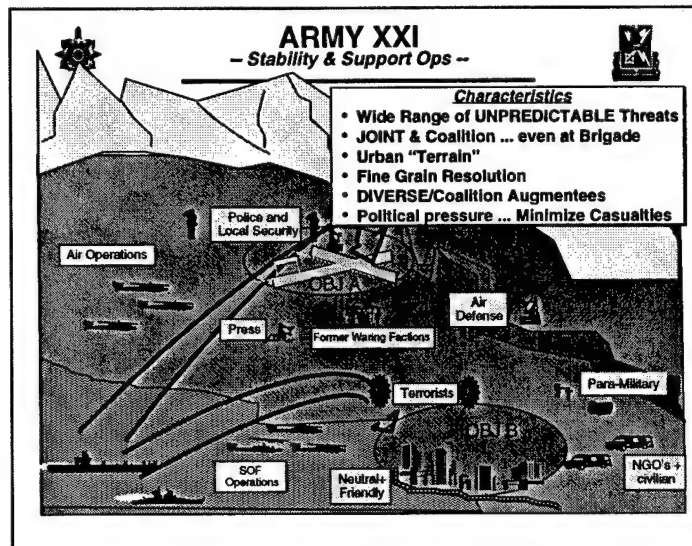 ARMY XXI
– Stability & Support Ops --
Characteristics
• Wide Range of UNPREDICTABLE Threats
• JOINT & Coalition ... even at Brigade
• Urban “Terrain”
• Fine Grain Resolution
• DIVERSE/Coalition Augmentees
• Political pressure ... Minimize Casualties
Police and
Local Security
Air Operations
OBJ A
Air
Defense
Press
Former Waring Factions
Terrorists
Para-Military
OBJ B
SOF
Operations
Neutral+
Friendly
NGO's +
civilian